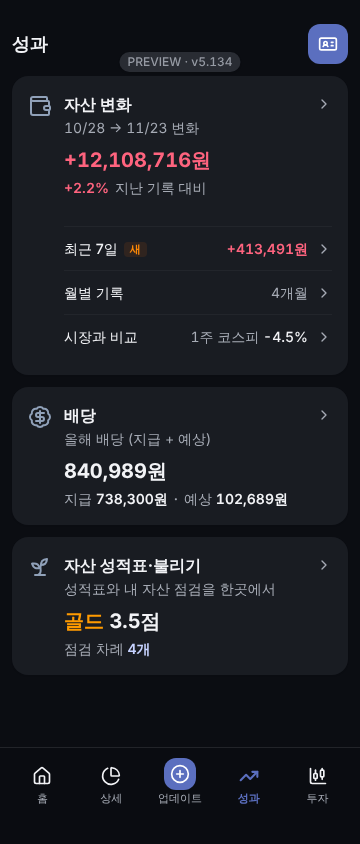 성과
PREVIEW · v5.134
자산 변화
10/28 → 11/23 변화
+12,108,716원
+2.2% 지난 기록 대비
최근 7일 새 +413,491원
월별 기록 4개월
시장과 비교 1주 코스피 -4.5%
배당
올해 배당 (지급 + 예상)
840,989원
지급 738,300원 · 예상 102,689원
자산 성적표·불리기
성적표와 내 자산 점검을 한곳에서
골드 3.5점
점검 차례 4개
홈 상세 업데이트 성과 투자